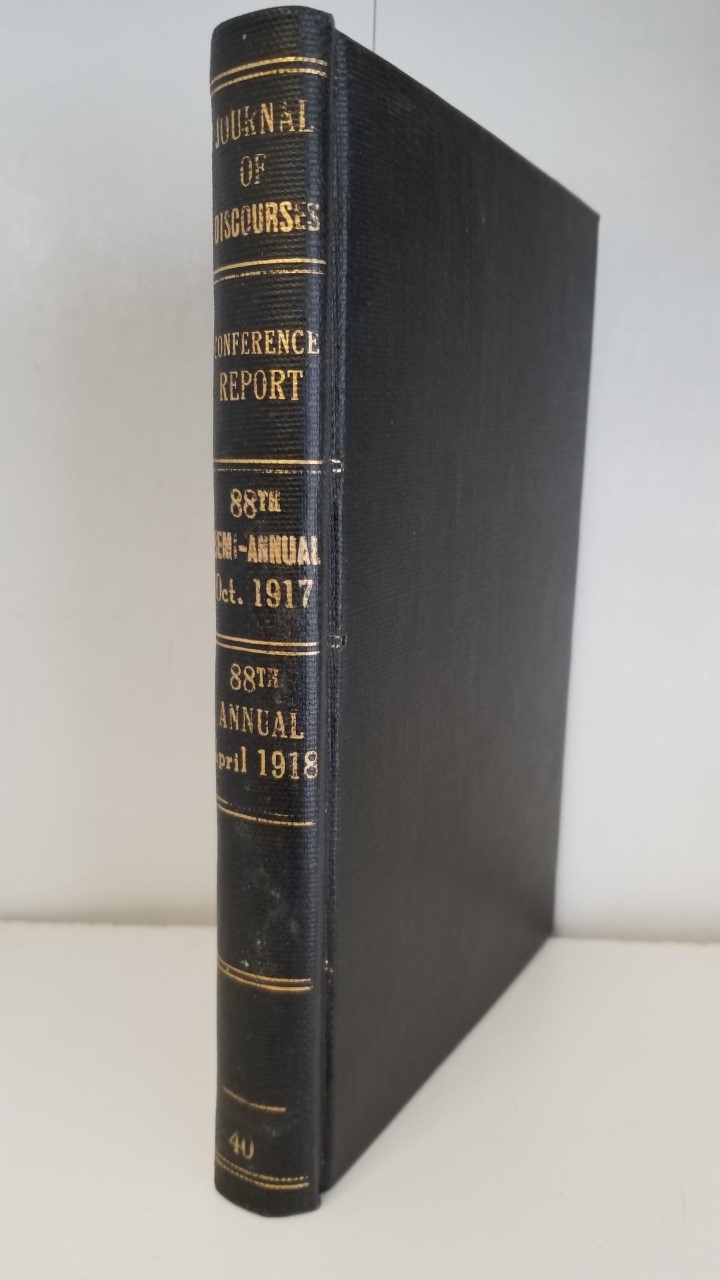 JOURNAL
OF
DISCOURSES
CONFERENCE
REPORT
88TH
SEMI-ANNUAL
Oct. 1917
88TH
ANNUAL
April 1918
40